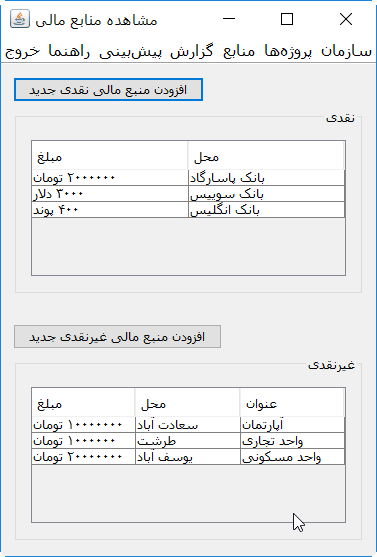 مشاهده منابع مالی
سازمان پروژه‌ها منابع گزارش پیش‌بینی راهنما خروج
افزودن منبع مالی نقدی جدید
نقدی
محل مبلغ
بانک پاسارگاد ۲۰۰۰۰۰۰ تومان
بانک سوییس ۳۰۰۰ دلار
بانک انگلیس ۴۰۰ پوند
افزودن منبع مالی غیرنقدی جدید
غیرنقدی
عنوان محل مبلغ
آپارتمان سعادت آباد ۱۰۰۰۰۰۰۰ تومان
واحد تجاری طرشت ۱۰۰۰۰۰۰ تومان
واحد مسکونی یوسف آباد ۲۰۰۰۰۰۰۰ تومان